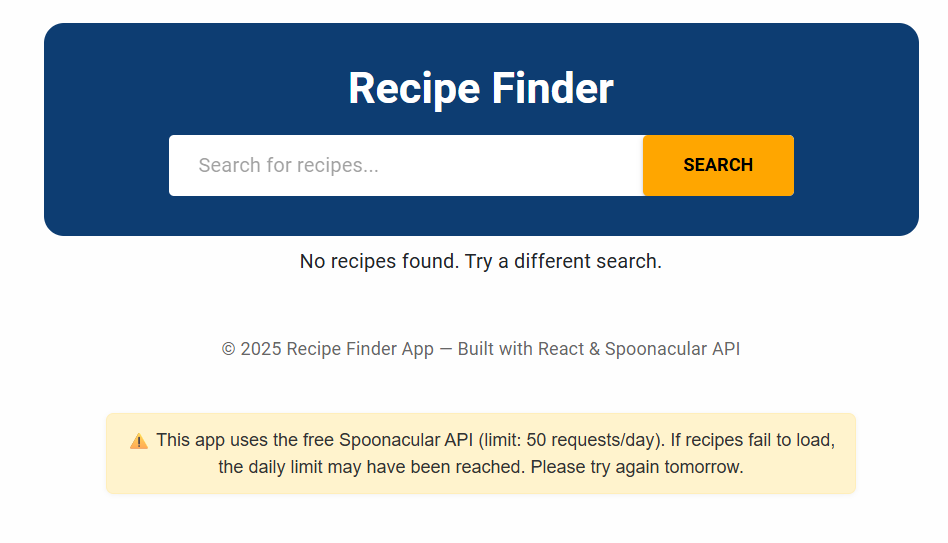 Recipe Finder
Search for recipes...
SEARCH
No recipes found. Try a different search.
© 2025 Recipe Finder App — Built with React & Spoonacular API
⚠️ This app uses the free Spoonacular API (limit: 50 requests/day). If recipes fail to load,
the daily limit may have been reached. Please try again tomorrow.